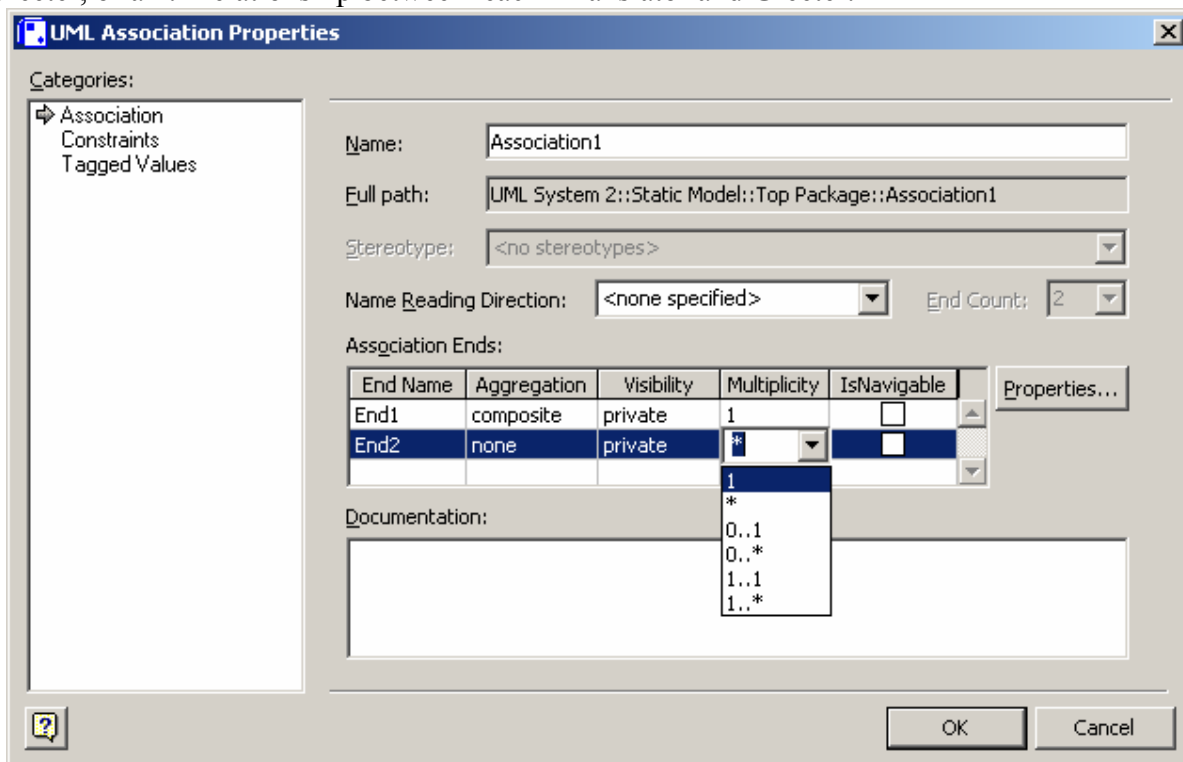 UML Association Properties
Categories:
Association
Constraints
Tagged Values
Name: Association1
Full path: UML System 2::Static Model::Top Package::Association1
Stereotype: <no stereotypes>
Name Reading Direction: <none specified> End Count: 2
Association Ends:
End Name Aggregation Visibility Multiplicity IsNavigable Properties...
End1 composite private 1
End2 none private *
1
*
0..1
0..*
1..1
1..*
Documentation:
OK Cancel